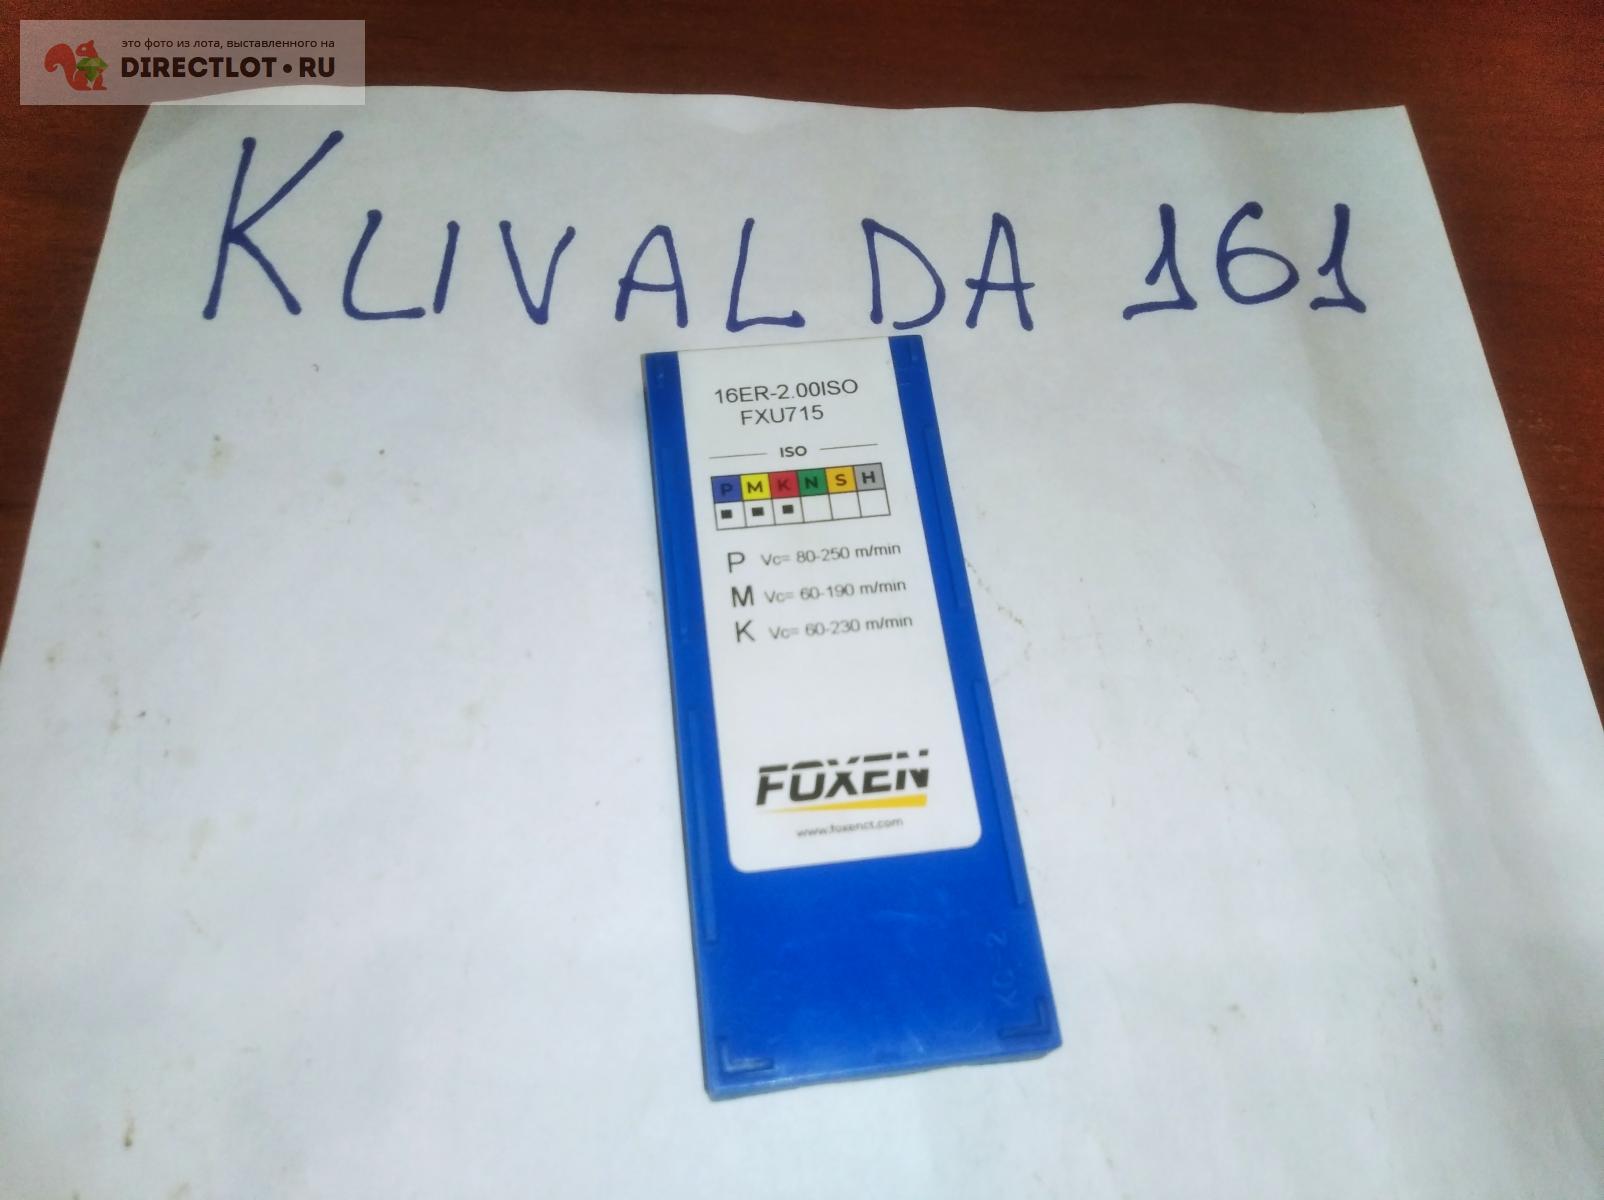 это фото из лота, выставленного на
DIRECTLOT•RU
KLIVALDA 161
16ER-2.00ISO
FXU715
ISO
P M K N S H
P Vc= 80-250 m/min
M Vc= 60-190 m/min
K Vc= 60-230 m/min
FOXEN
www.foxenct.com